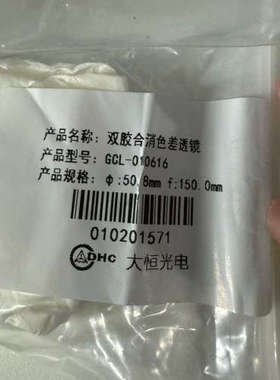 产品名称：双胶合消色差透镜
产品型号：GCL-010616
产品规格：φ:50.8mm f:150.0mm
010201571
DHC 大恒光电